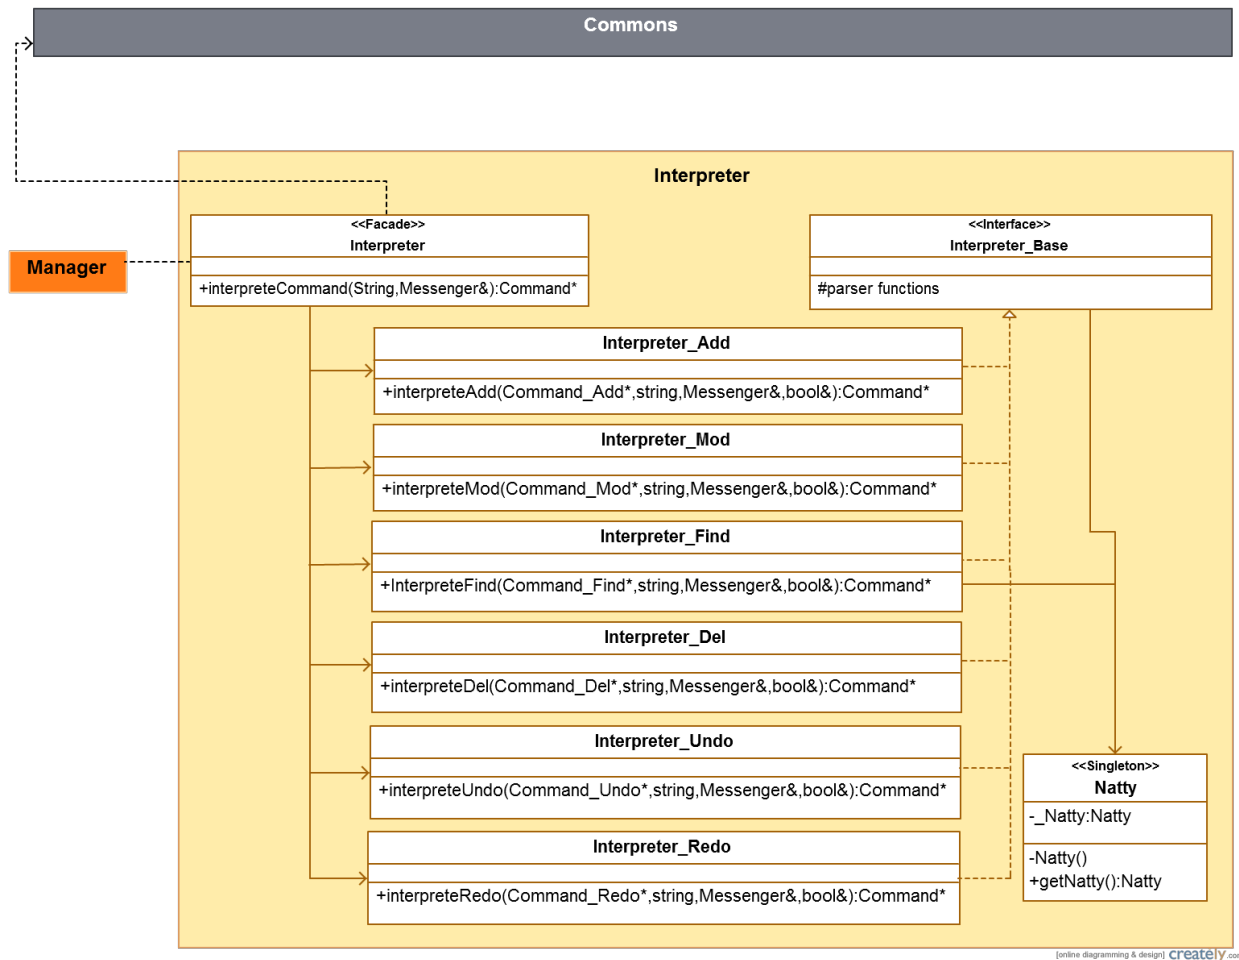 Commons
Interpreter
<<Facade>>
Interpreter
+interpreteCommand(String,Messenger&):Command*
<<Interface>>
Interpreter_Base
#parser functions
Manager
Interpreter_Add
+interpreteAdd(Command_Add*,string,Messenger&,bool&):Command*
Interpreter_Mod
+interpreteMod(Command_Mod*,string,Messenger&,bool&):Command*
Interpreter_Find
+InterpreteFind(Command_Find*,string,Messenger&,bool&):Command*
Interpreter_Del
+interpreteDel(Command_Del*,string,Messenger&,bool&):Command*
Interpreter_Undo
+interpreteUndo(Command_Undo*,string,Messenger&,bool&):Command*
Interpreter_Redo
+interpreteRedo(Command_Redo*,string,Messenger&,bool&):Command*
<<Singleton>>
Natty
-_Natty:Natty
-Natty()
+getNatty():Natty
[online diagramming & design] creately.com